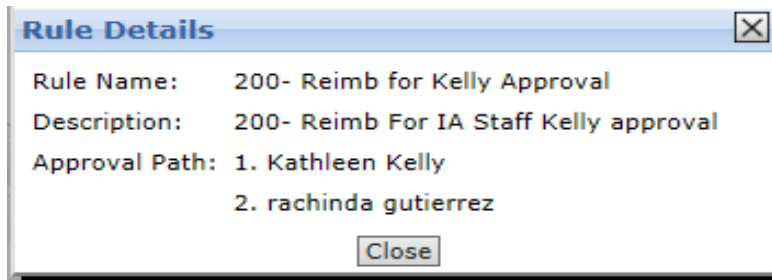 Rule Details
Rule Name: 200- Reimb for Kelly Approval
Description: 200- Reimb For IA Staff Kelly approval
Approval Path: 1. Kathleen Kelly
2. rachinda gutierrez
Close